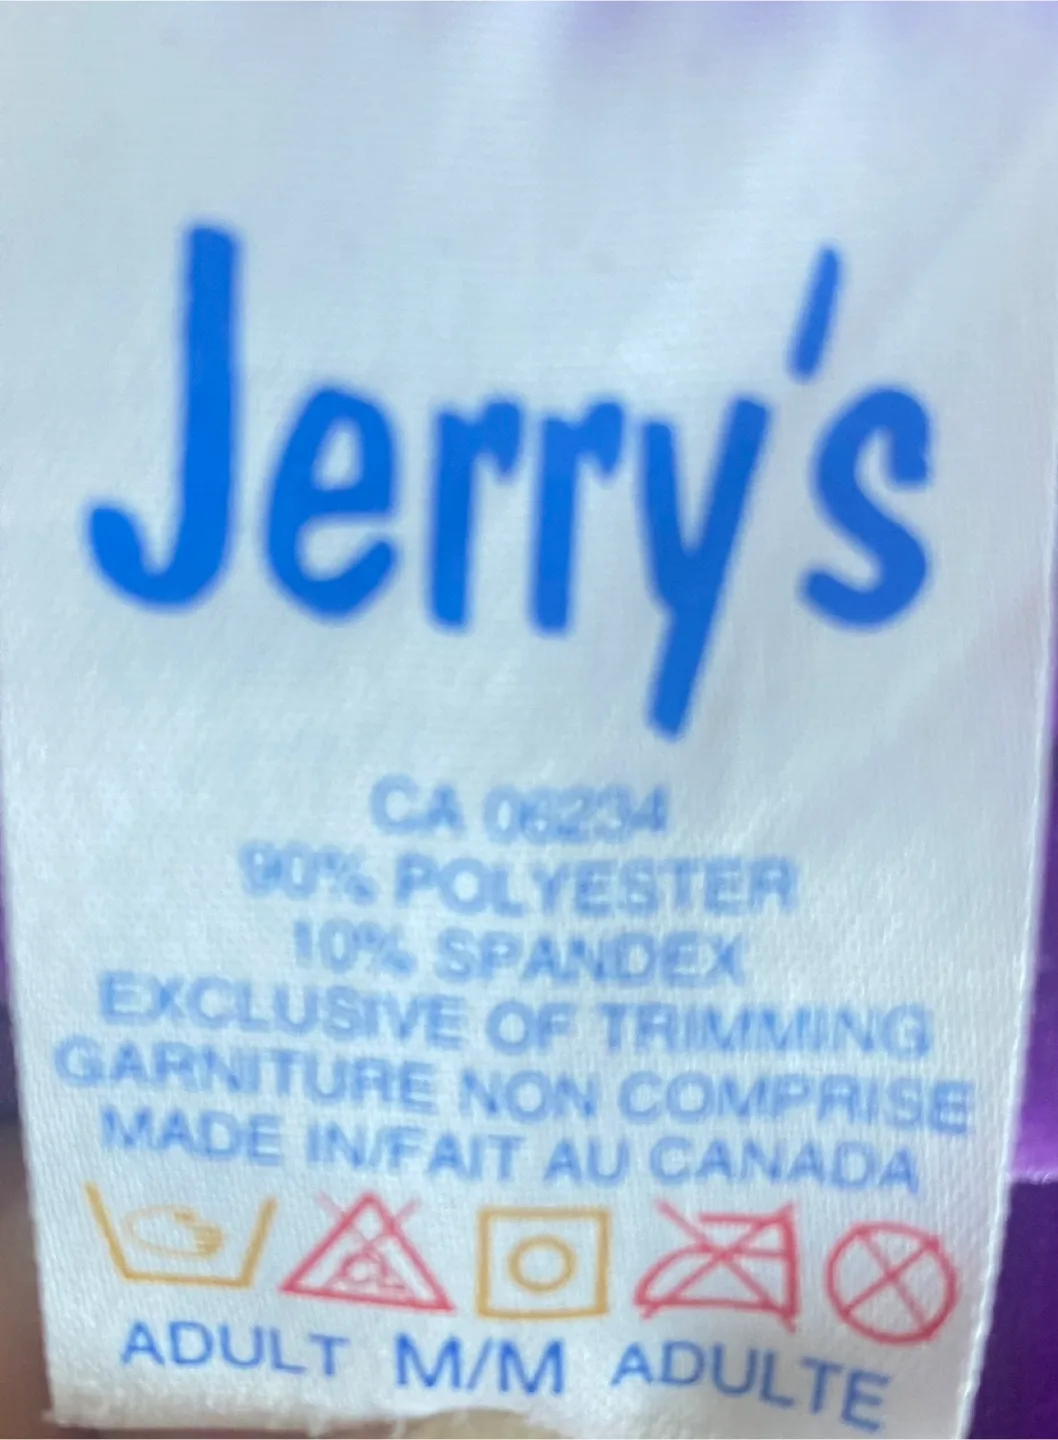 Jerry's
CA 06234
90% POLYESTER
10% SPANDEX
EXCLUSIVE OF TRIMMING
GARNITURE NON COMPRISE
MADE IN/FAIT AU CANADA
CL
ADULT M/M ADULTE